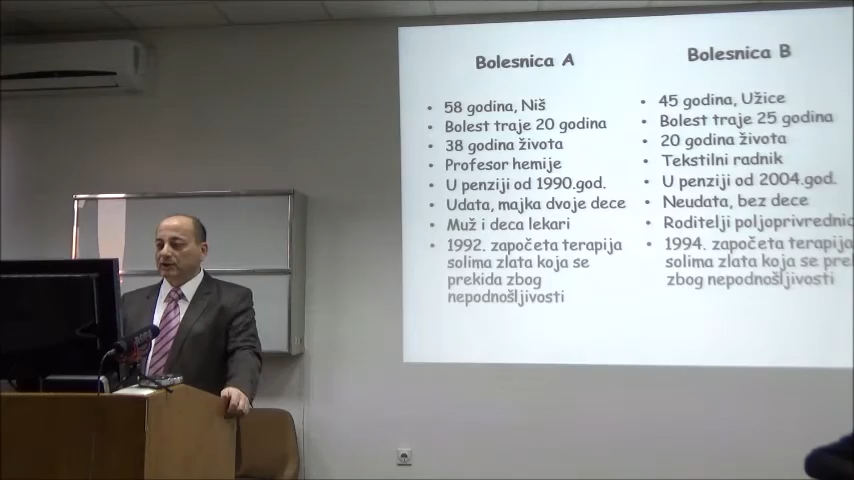 Bolesnica A
58 godina, Niš
Bolest traje 20 godina
38 godina života
Profesor hemije
U penziji od 1990.god.
Udata, majka dvoje dece
Muž i deca lekari
1992. započeta terapija
solima zlata koja se
prekida zbog
nepodnošljivosti
Bolesnica B
45 godina, Užice
Bolest traje 25 godina
20 godina života
Tekstilni radnik
U penziji od 2004.god.
Neudata, bez dece
Roditelji poljoprivrednic
1994. započeta terapija
solima zlata koja se pre
zbog nepodnošljivosti